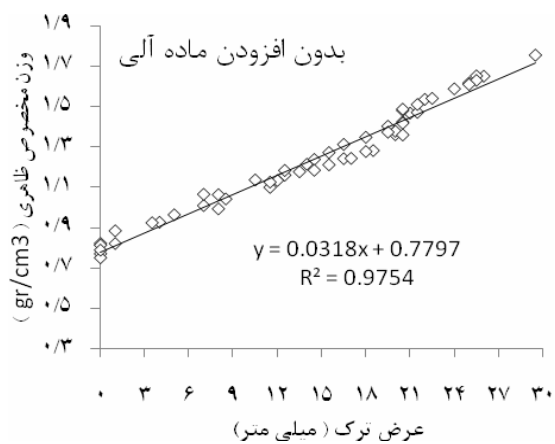 بدون افزودن ماده آلی
وزن مخصوص ظاهری ( gr/cm3 )
۱/۹
۱/۷
۱/۵
۱/۳
۱/۱
۰/۹
۰/۷
۰/۵
۰/۳
y = 0.0318x + 0.7797
R² = 0.9754
۰ ۳ ۶ ۹ ۱۲ ۱۵ ۱۸ ۲۱ ۲۴ ۲۷ ۳۰
عرض ترک ( میلی متر)